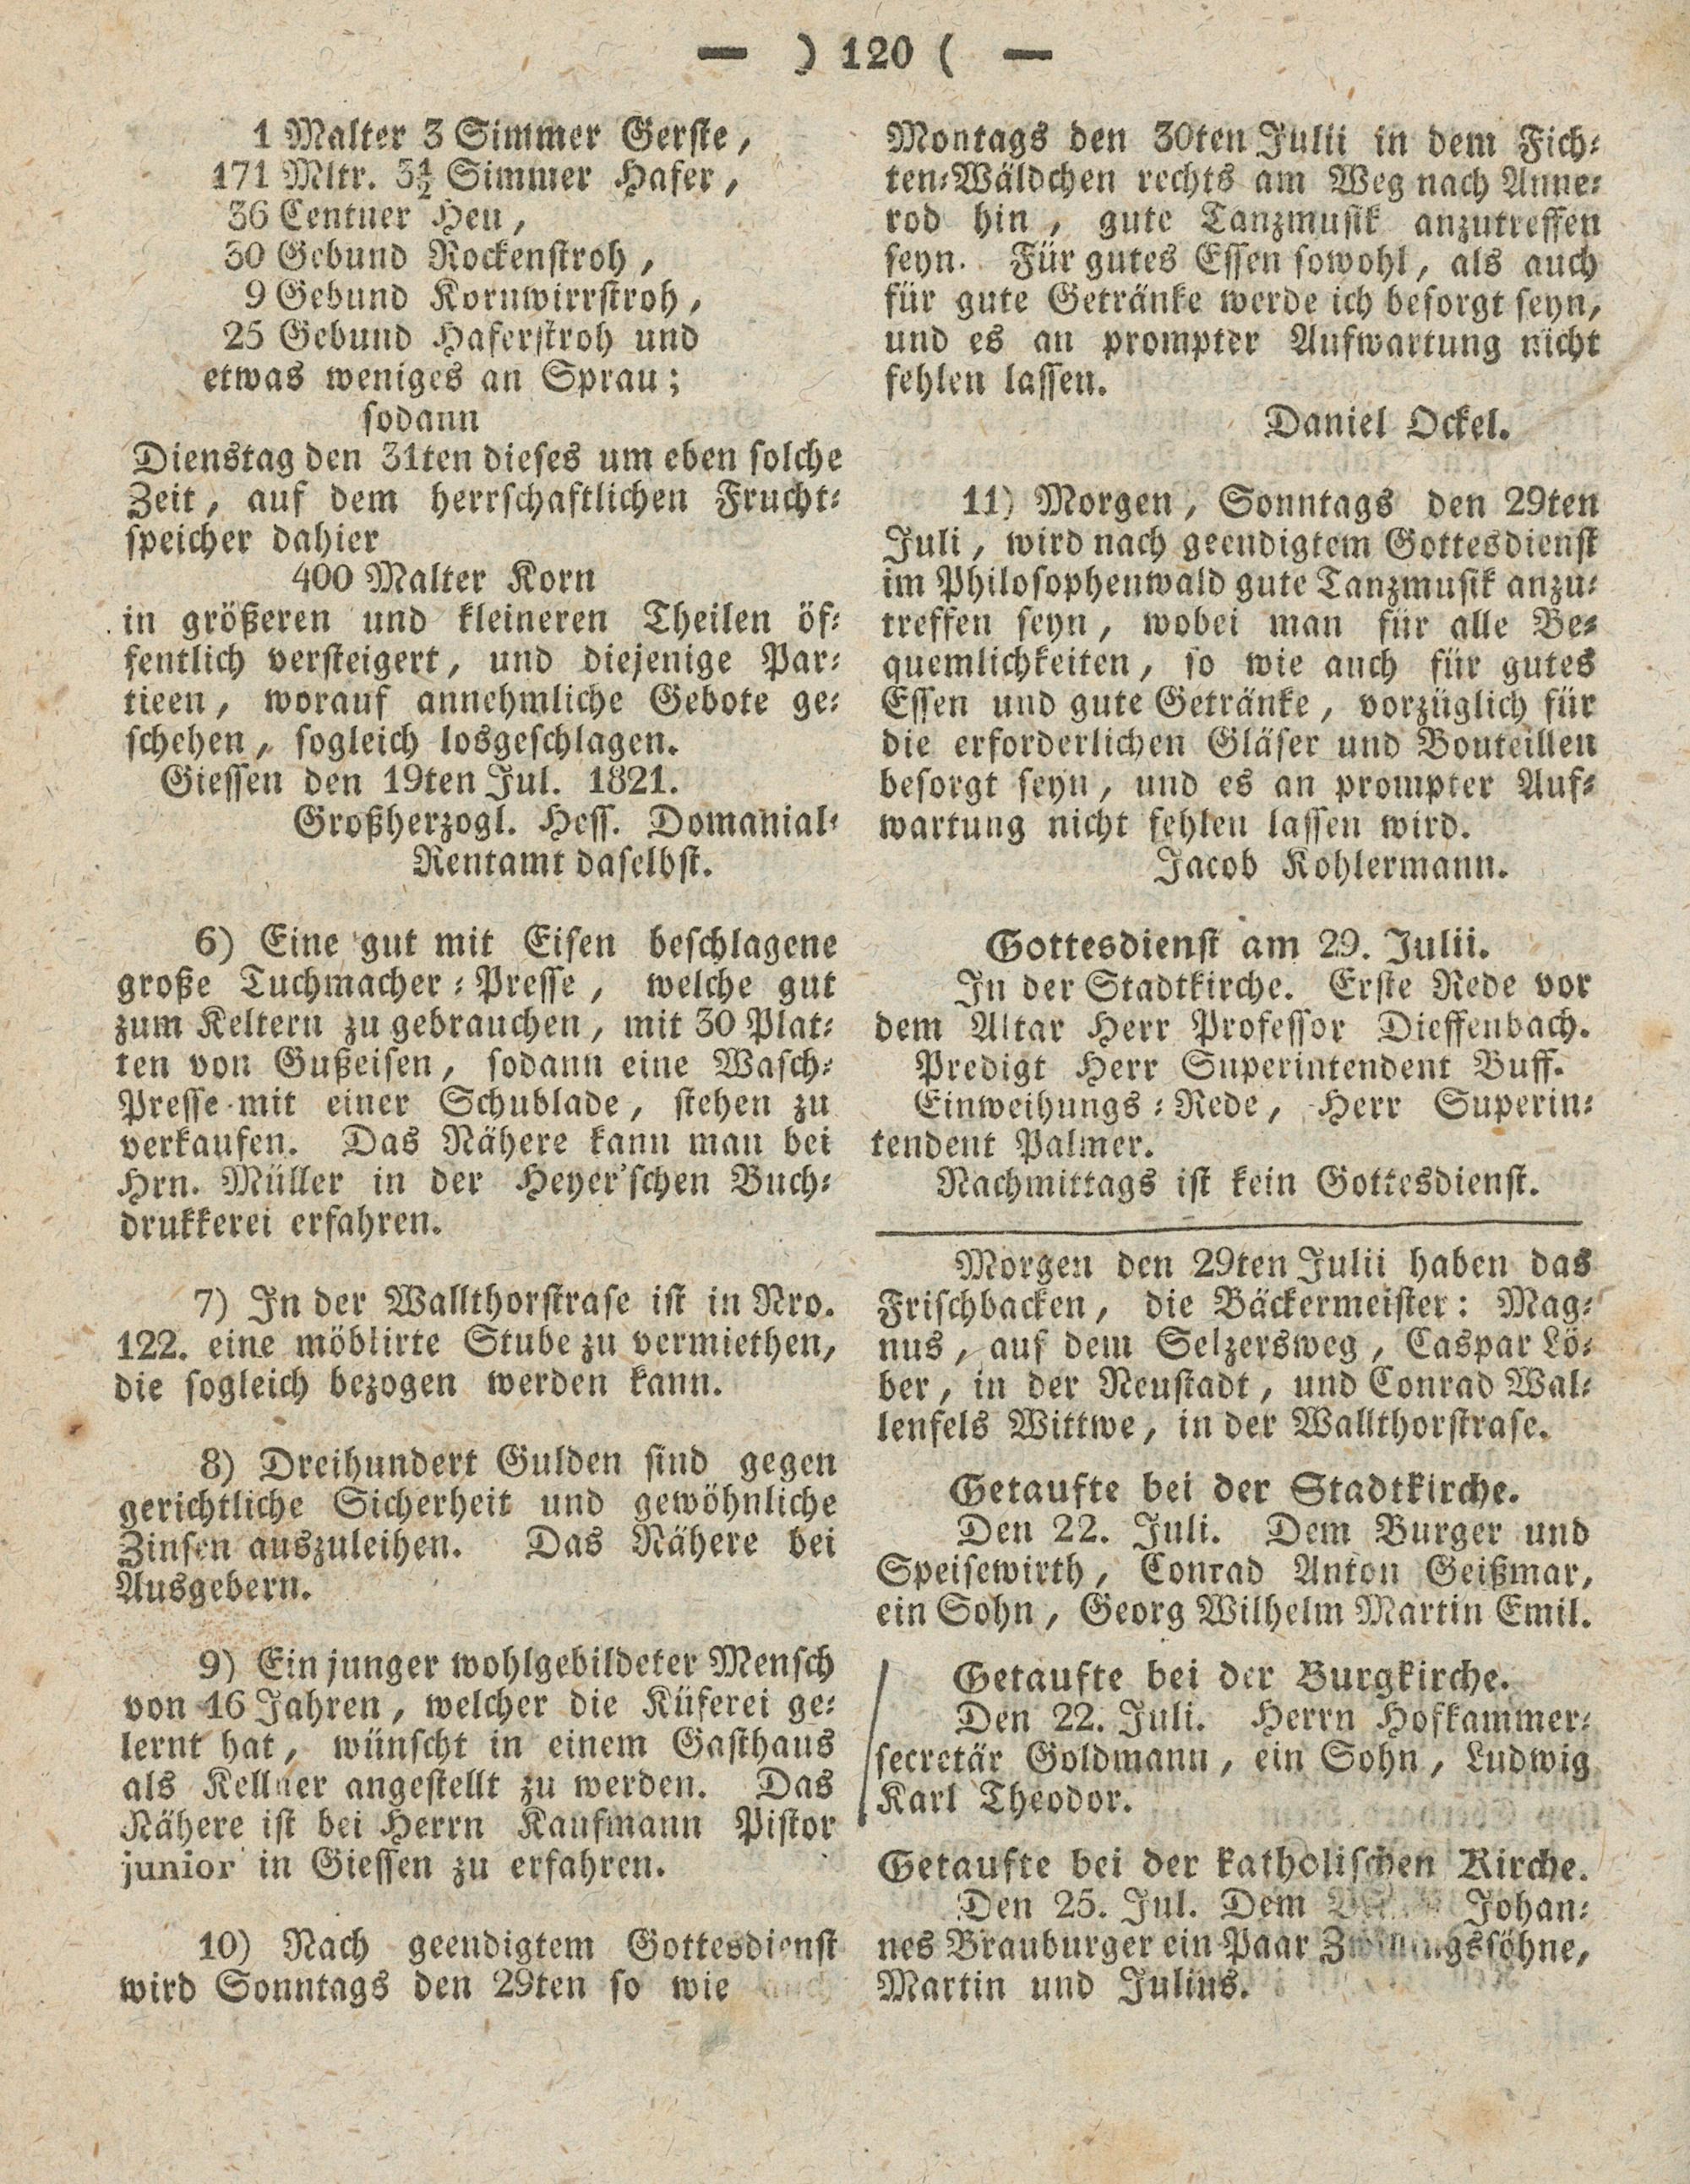 — ) 120 ( —
1 Malter 3 Simmer Gerste,
171 Mltr. 3½ Simmer Hafer,
36 Centner Heu,
30 Gebund Rockenstroh,
9 Gebund Kornwirrstroh,
25 Gebund Haferstroh und
etwas weniges an Sprau;
sodann
Dienstag den 31ten dieses um eben solche
Zeit, auf dem herrschaftlichen Frucht-
speicher dahier
400 Malter Korn
in größeren und kleineren Theilen öf-
fentlich versteigert, und diejenige Par-
tieen, worauf annehmliche Gebote ge-
schehen, sogleich losgeschlagen.
Giessen den 19ten Jul. 1821.
Großherzogl. Hess. Domanial-
Rentamt daselbst.
6) Eine gut mit Eisen beschlagene
große Tuchmacher-Presse, welche gut
zum Keltern zu gebrauchen, mit 30 Plat-
ten von Gußeisen, sodann eine Wasch-
Presse mit einer Schublade, stehen zu
verkaufen. Das Nähere kann man bei
Hrn. Müller in der Heyer'schen Buch-
drukkerei erfahren.
7) In der Wallthorstrase ist in Nro.
122. eine möblirte Stube zu vermiethen,
die sogleich bezogen werden kann.
8) Dreihundert Gulden sind gegen
gerichtliche Sicherheit und gewöhnliche
Zinsen auszuleihen. Das Nähere bei
Ausgebern.
9) Ein junger wohlgebildeter Mensch
von 16 Jahren, welcher die Küferei ge-
lernt hat, wünscht in einem Gasthaus
als Kellner angestellt zu werden. Das
Nähere ist bei Herrn Kaufmann Pistor
junior in Giessen zu erfahren.
10) Nach geendigtem Gottesdienst
wird Sonntags den 29ten so wie auch
Montags den 30ten Julii in dem Fich-
ten-Wäldchen rechts am Weg nach Anne-
rod hin, gute Tanzmusik anzutreffen
seyn. Für gutes Essen sowohl, als auch
für gute Getränke werde ich besorgt seyn,
und es an prompter Aufwartung nicht
fehlen lassen.
Daniel Ockel.
11) Morgen, Sonntags den 29ten
Juli, wird nach geendigtem Gottesdienst
im Philosophenwald gute Tanzmusik anzu-
treffen seyn, wobei man für alle Be-
quemlichkeiten, so wie auch für gutes
Essen und gute Getränke, vorzüglich für
die erforderlichen Gläser und Bouteillen
besorgt seyn, und es an prompter Auf-
wartung nicht fehlen lassen wird.
Jacob Kohlermann.
Gottesdienst am 29. Julii.
In der Stadtkirche. Erste Rede vor
dem Altar Herr Professor Dieffenbach.
Predigt Herr Superintendent Buff.
Einweihungs-Rede, Herr Superin-
tendent Palmer.
Nachmittags ist kein Gottesdienst.
Morgen den 29ten Julii haben das
Frischbacken, die Bäckermeister: Mag-
nus, auf dem Selzersweg, Caspar Lö-
ber, in der Neustadt, und Conrad Wal-
lenfels Wittwe, in der Wallthorstrase.
Getaufte bei der Stadtkirche.
Den 22. Juli. Dem Burger und
Speisewirth, Conrad Anton Geißmar,
ein Sohn, Georg Wilhelm Martin Emil.
Getaufte bei der Burgkirche.
Den 22. Juli. Herrn Hofkammer-
secretär Goldmann, ein Sohn, Ludwig
Karl Theodor.
Getaufte bei der katholischen Kirche.
Den 25. Jul. Dem Johan-
nes Brauburger ein Paar Zwillingssöhne,
Martin und Julius.